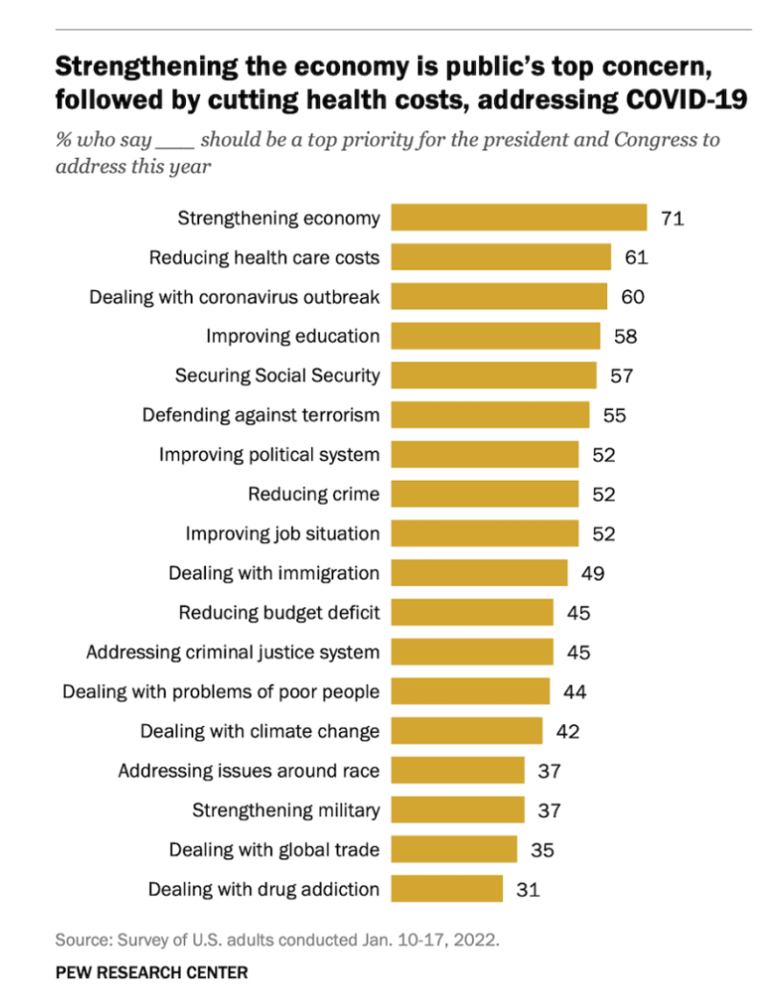 Strengthening the economy is public’s top concern,
followed by cutting health costs, addressing COVID-19
% who say ___ should be a top priority for the president and Congress to
address this year
Strengthening economy 71
Reducing health care costs 61
Dealing with coronavirus outbreak 60
Improving education 58
Securing Social Security 57
Defending against terrorism 55
Improving political system 52
Reducing crime 52
Improving job situation 52
Dealing with immigration 49
Reducing budget deficit 45
Addressing criminal justice system 45
Dealing with problems of poor people 44
Dealing with climate change 42
Addressing issues around race 37
Strengthening military 37
Dealing with global trade 35
Dealing with drug addiction 31
Source: Survey of U.S. adults conducted Jan. 10-17, 2022.
PEW RESEARCH CENTER